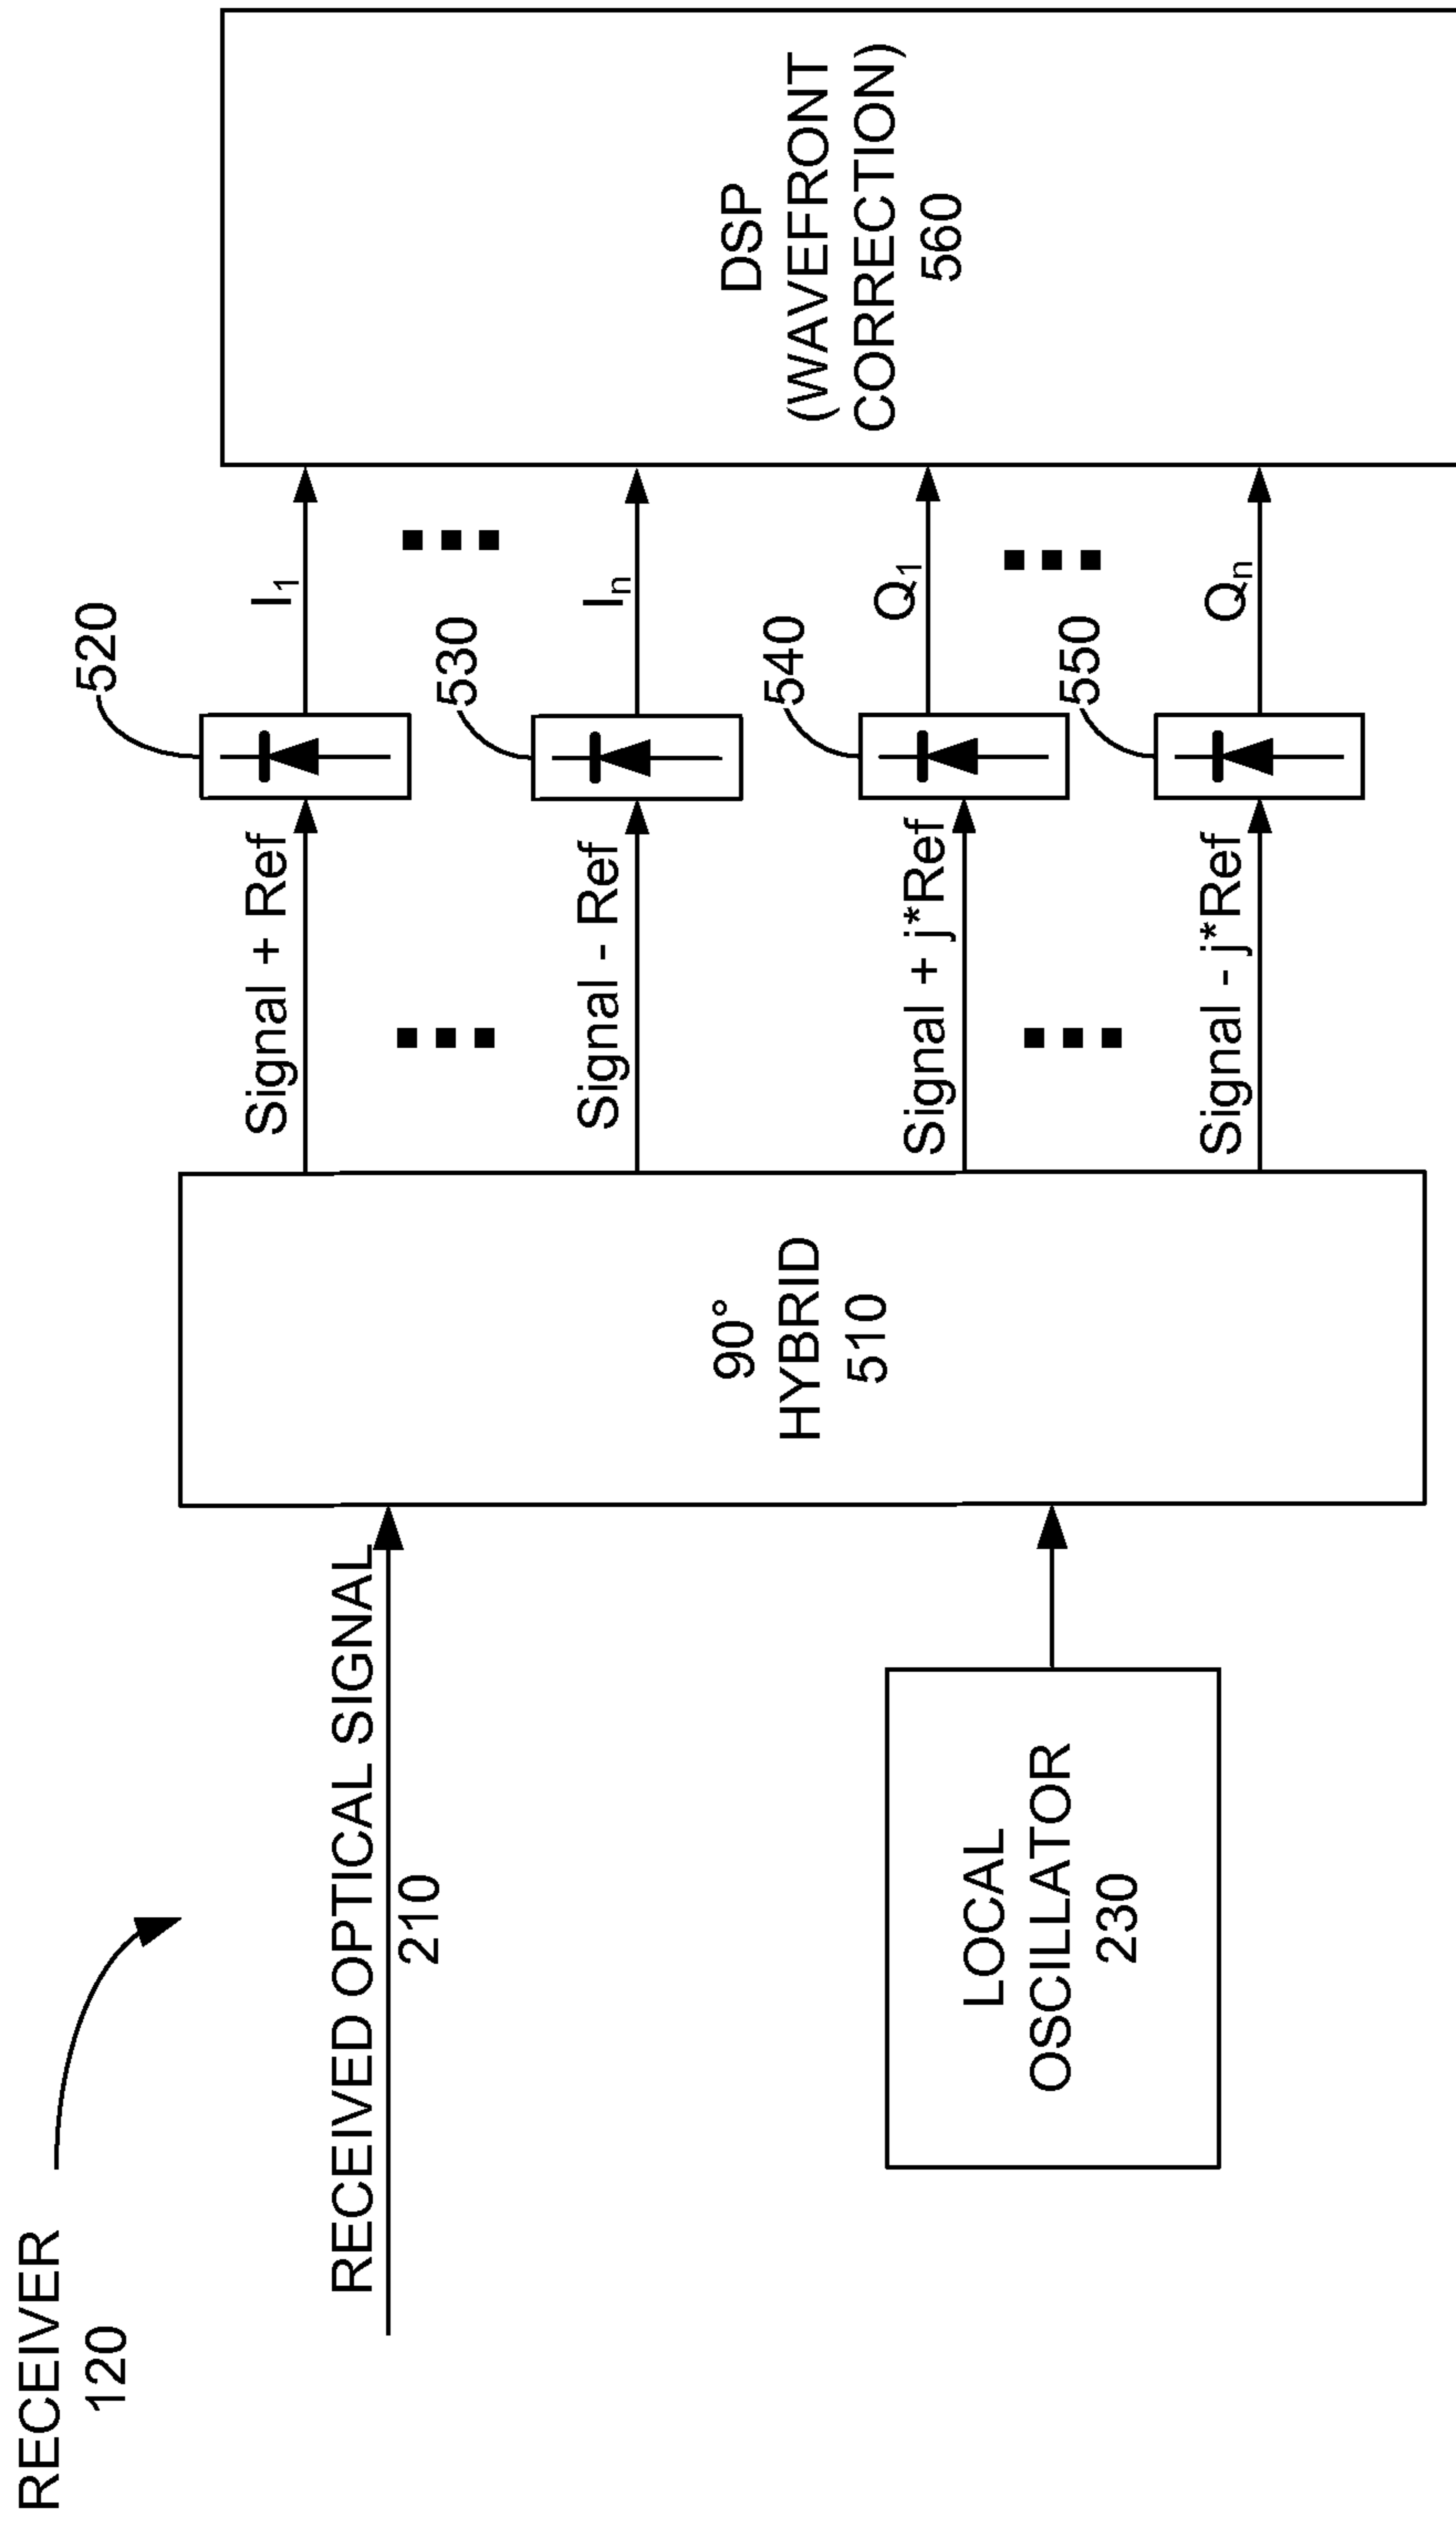 RECEIVER
120
RECEIVED OPTICAL SIGNAL
210
LOCAL
OSCILLATOR
230
90°
HYBRID
510
Signal + Ref
Signal - Ref
Signal + j*Ref
Signal - j*Ref
520
530
540
550
I1
In
Q1
Qn
DSP
(WAVEFRONT
CORRECTION)
560